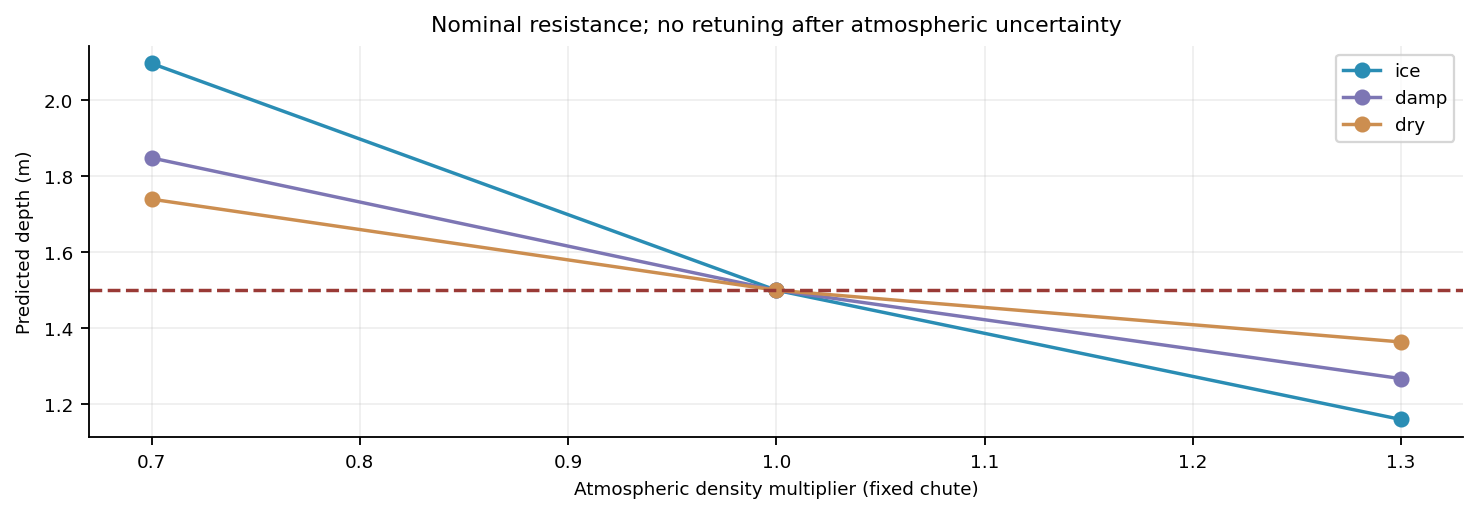 Nominal resistance; no retuning after atmospheric uncertainty
ice
damp
dry
Predicted depth (m)
2.0
1.8
1.6
1.4
1.2
0.7 0.8 0.9 1.0 1.1 1.2 1.3
Atmospheric density multiplier (fixed chute)